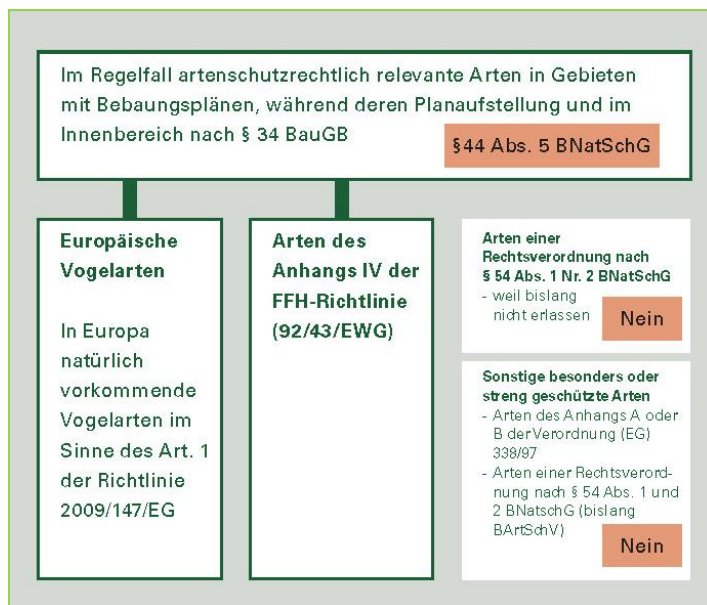 Im Regelfall artenschutzrechtlich relevante Arten in Gebieten
mit Bebaungsplänen, während deren Planaufstellung und im
Innenbereich nach § 34 BauGB
§44 Abs. 5 BNatSchG
Europäische
Vogelarten
In Europa
natürlich
vorkommende
Vogelarten im
Sinne des Art. 1
der Richtlinie
2009/147/EG
Arten des
Anhangs IV der
FFH-Richtlinie
(92/43/EWG)
Arten einer
Rechtsverordnung nach
§ 54 Abs. 1 Nr. 2 BNatSchG
- weil bislang
nicht erlassen
Nein
Sonstige besonders oder
streng geschützte Arten
- Arten des Anhangs A oder
B der Verordnung (EG)
338/97
- Arten einer Rechtsverord-
nung nach § 54 Abs. 1 und
2 BNatschG (bislang
BArtSchV)
Nein